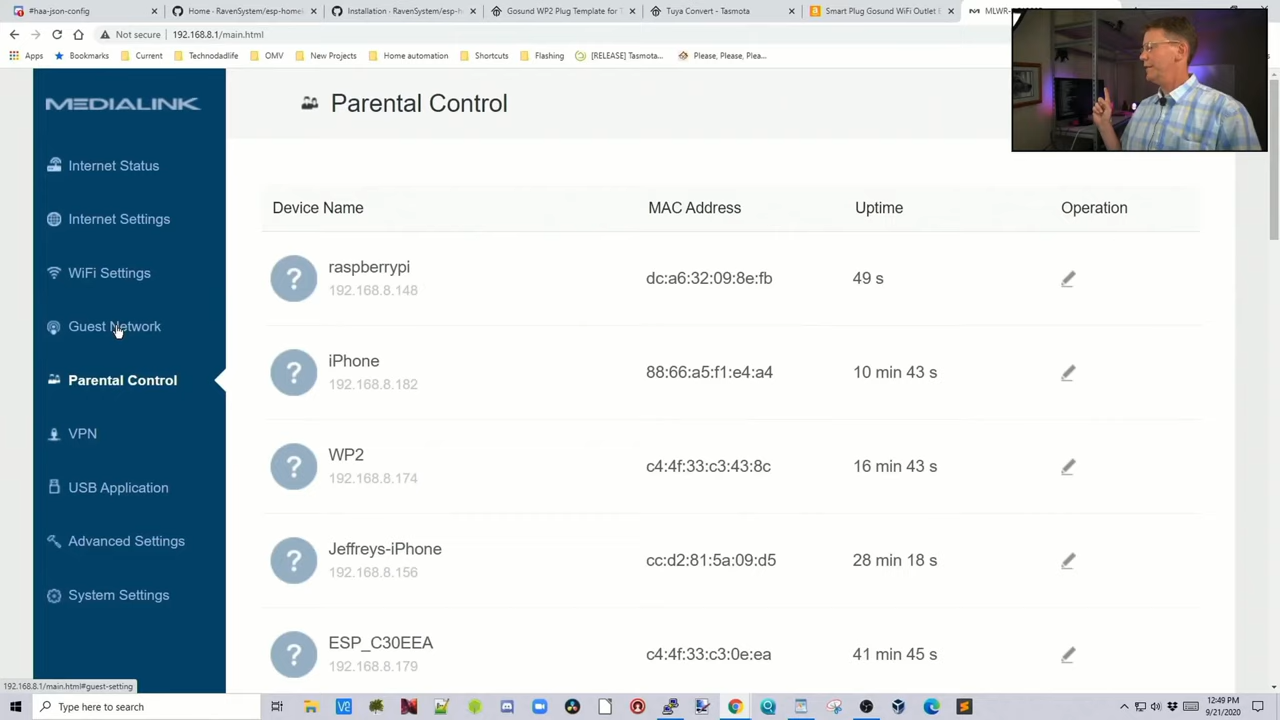 #haa-json-config
Home · RavenSystem/esp-homek
Installation · RavenSystem/esp-h
Gosund WP2 Plug Template for T
Tuya Convert - Tasmota
Smart Plug Gosund WiFi Outlet E
Not secure
192.168.8.1/main.html
Apps
Bookmarks
Current
Technodadlife
OMV
New Projects
Home automation
Shortcuts
Flashing
[RELEASE] Tasmota...
Please, Please, Plea...
MEDIALINK
Parental Control
Internet Status
Internet Settings
WiFi Settings
Guest Network
Parental Control
VPN
USB Application
Advanced Settings
System Settings
Device Name
MAC Address
Uptime
Operation
raspberrypi
192.168.8.148
dc:a6:32:09:8e:fb
49 s
iPhone
192.168.8.182
88:66:a5:f1:e4:a4
10 min 43 s
WP2
192.168.8.174
c4:4f:33:c3:43:8c
16 min 43 s
Jeffreys-iPhone
192.168.8.156
cc:d2:81:5a:09:d5
28 min 18 s
ESP_C30EEA
192.168.8.179
c4:4f:33:c3:0e:ea
41 min 45 s
192.168.8.1/main.html#guest-setting
Type here to search
12:49 PM
9/21/2020